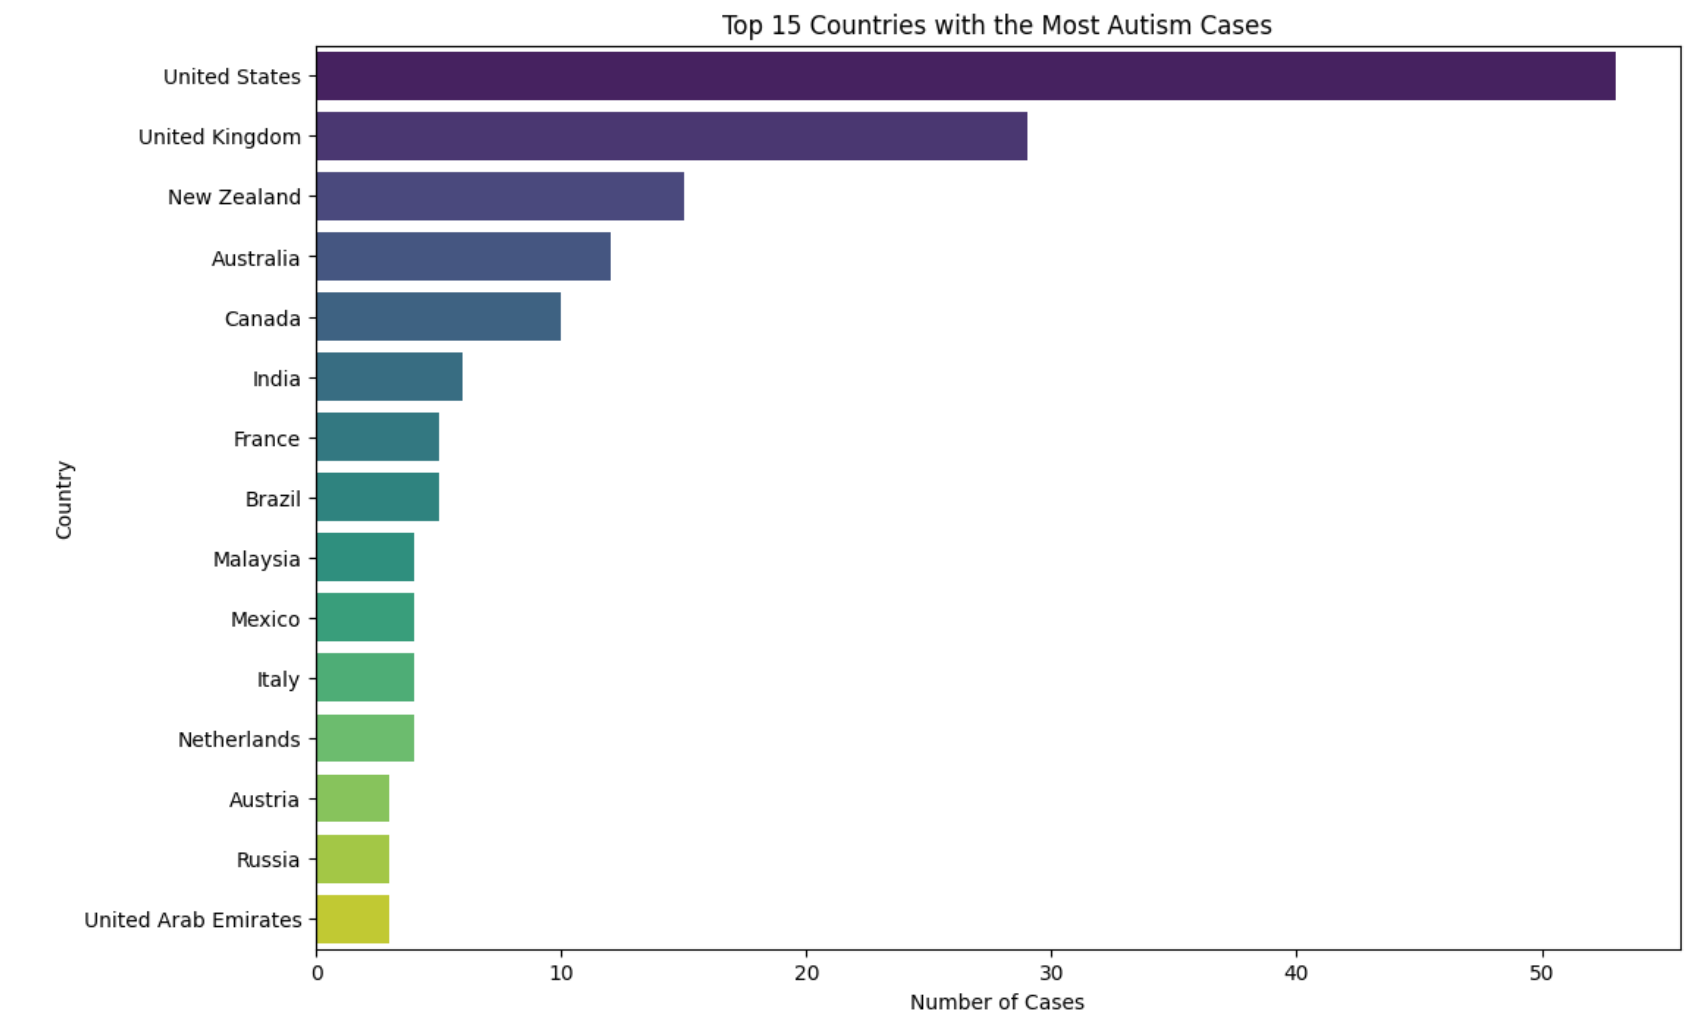 Top 15 Countries with the Most Autism Cases
United States
United Kingdom
New Zealand
Australia
Canada
India
France
Brazil
Malaysia
Mexico
Italy
Netherlands
Austria
Russia
United Arab Emirates
Country
0 10 20 30 40 50
Number of Cases